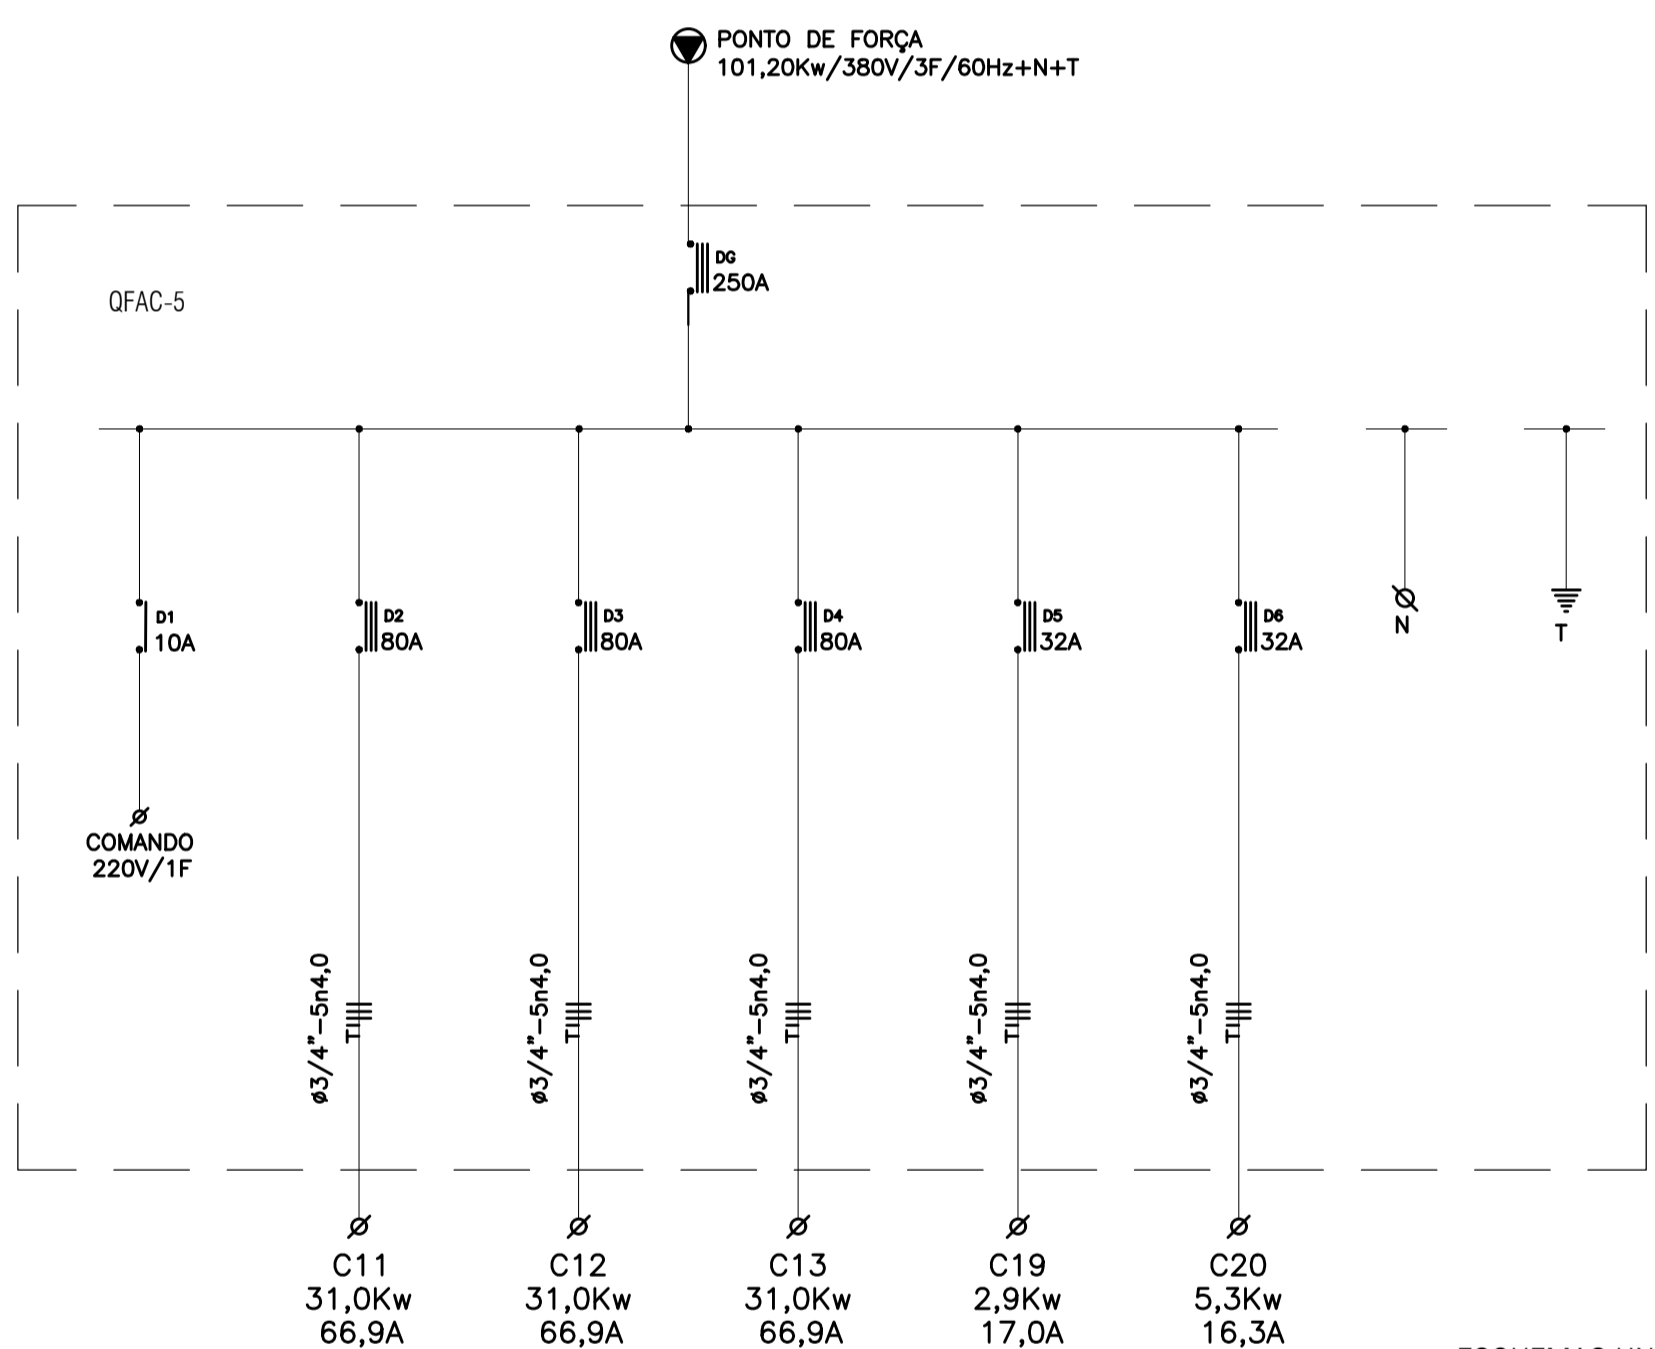 PONTO DE FORÇA
101,20Kw/380V/3F/60Hz+N+T
DG
250A
QFAC-5
D1
10A
D2
80A
D3
80A
D4
80A
D5
32A
D6
32A
N
T
COMANDO
220V/1F
ø3/4"-5n4,0
T
ø3/4"-5n4,0
T
ø3/4"-5n4,0
T
ø3/4"-5n4,0
T
ø3/4"-5n4,0
T
C11
31,0Kw
66,9A
C12
31,0Kw
66,9A
C13
31,0Kw
66,9A
C19
2,9Kw
17,0A
C20
5,3Kw
16,3A